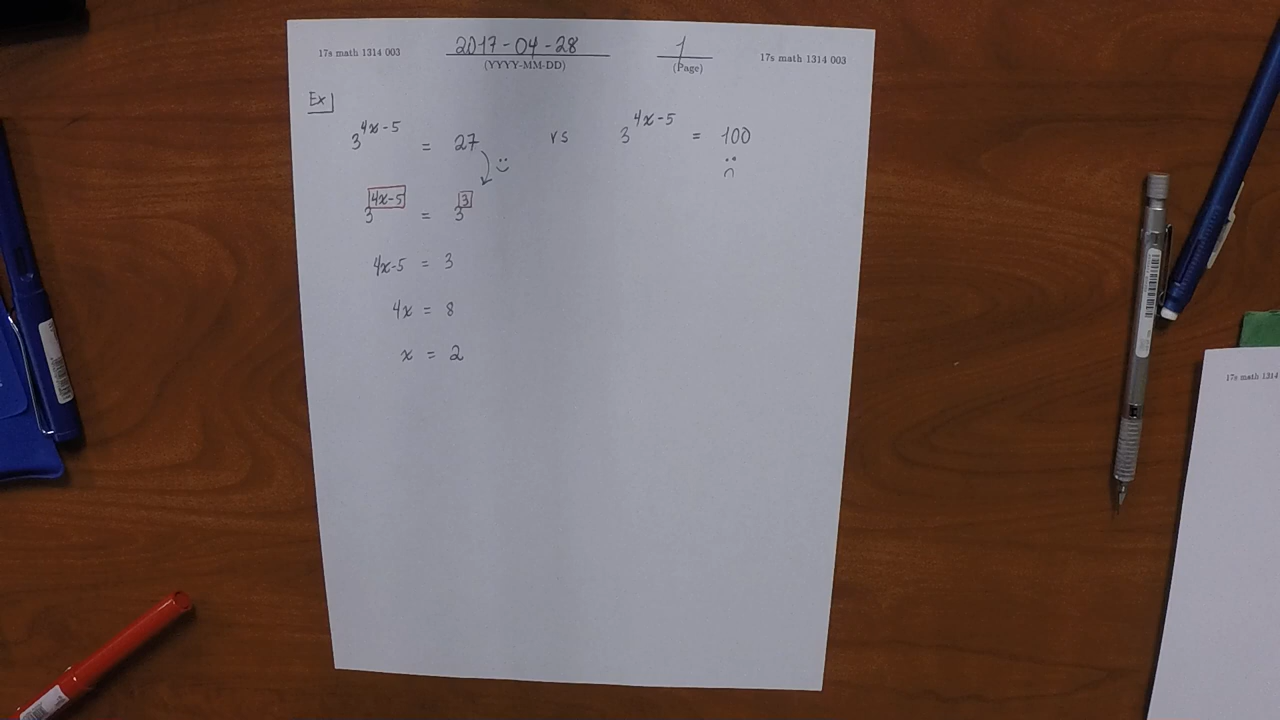 17s math 1314 003 2017-04-28 1 17s math 1314 003
(YYYY-MM-DD) (Page)
Ex
3^{4x-5} = 27 vs 3^{4x-5} = 100
3^{4x-5} = 3^{3}
4x-5 = 3
4x = 8
x = 2
17s math 1314